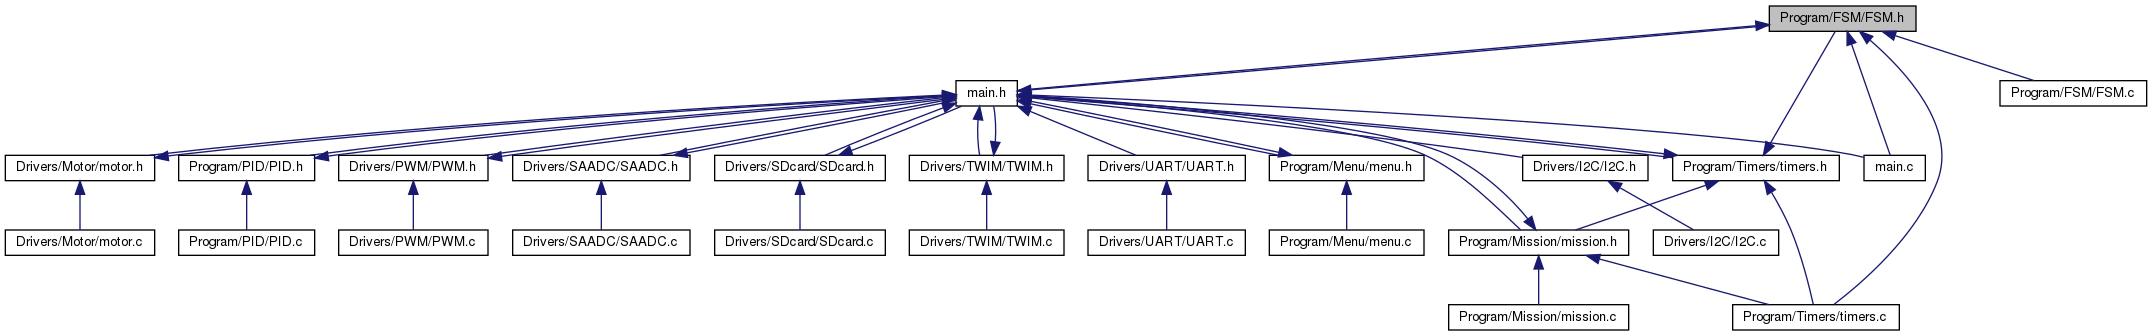 Program/FSM/FSM.h
main.h
Program/FSM/FSM.c
Drivers/Motor/motor.h
Program/PID/PID.h
Drivers/PWM/PWM.h
Drivers/SAADC/SAADC.h
Drivers/SDcard/SDcard.h
Drivers/TWIM/TWIM.h
Drivers/UART/UART.h
Program/Menu/menu.h
Drivers/I2C/I2C.h
Program/Timers/timers.h
main.c
Drivers/Motor/motor.c
Program/PID/PID.c
Drivers/PWM/PWM.c
Drivers/SAADC/SAADC.c
Drivers/SDcard/SDcard.c
Drivers/TWIM/TWIM.c
Drivers/UART/UART.c
Program/Menu/menu.c
Program/Mission/mission.h
Drivers/I2C/I2C.c
Program/Mission/mission.c
Program/Timers/timers.c